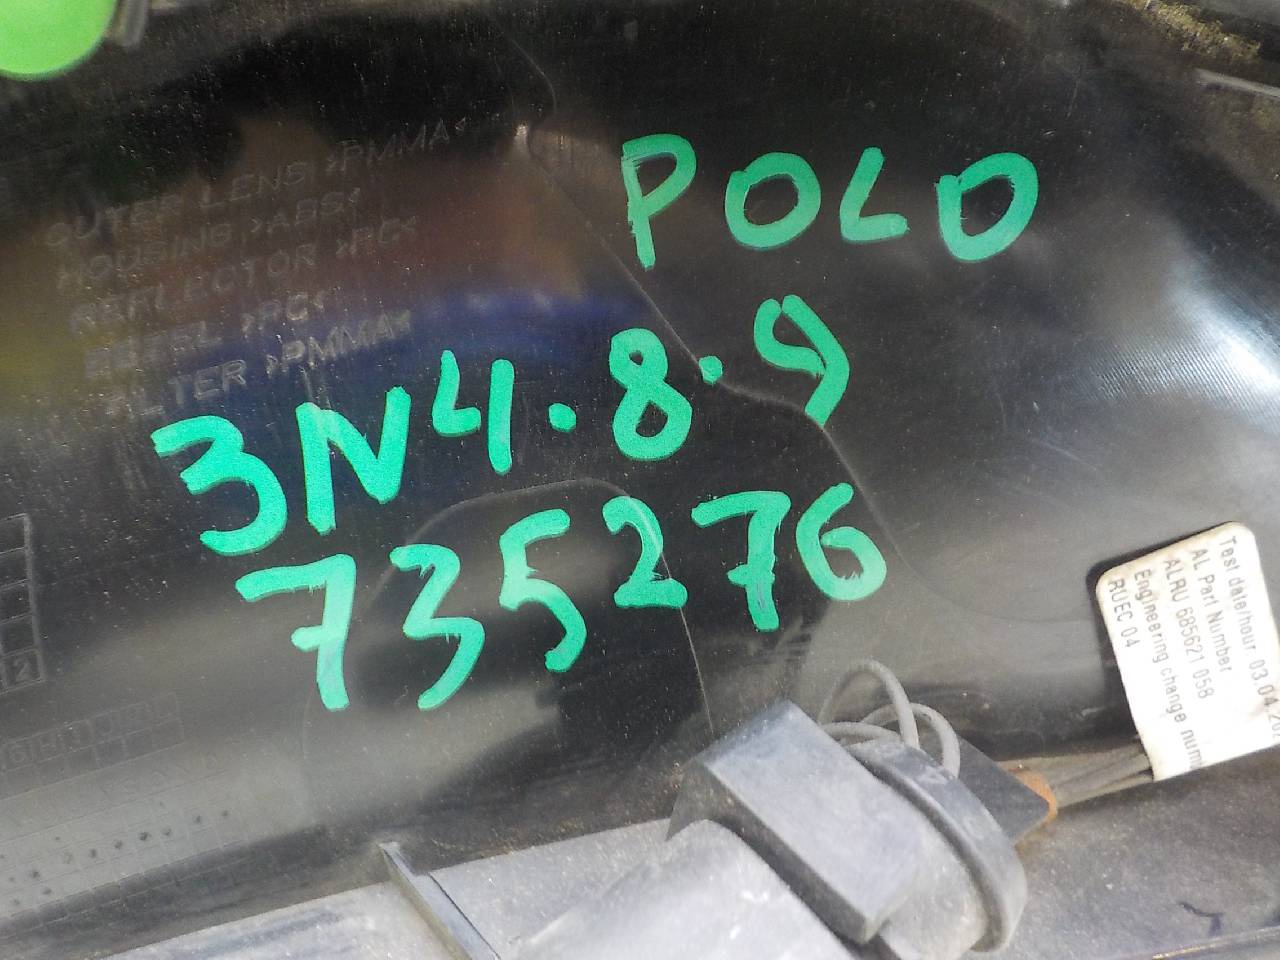 OUTER LENS >PMMA<
HOUSING >ABS<
REFLECTOR >PC<
BEZEL >PC<
FILTER >PMMA<
POLO
3N4.8.9
735276
12
Test date/hour 03.04.20
AL Part Number
ALRU 685621 058
Engineering change num
RUEC 04